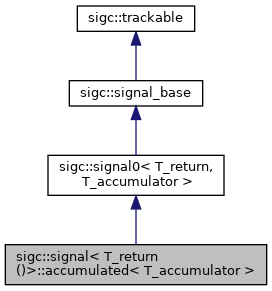 sigc::trackable
sigc::signal_base
sigc::signal0< T_return,
T_accumulator >
sigc::signal< T_return
()>::accumulated< T_accumulator >